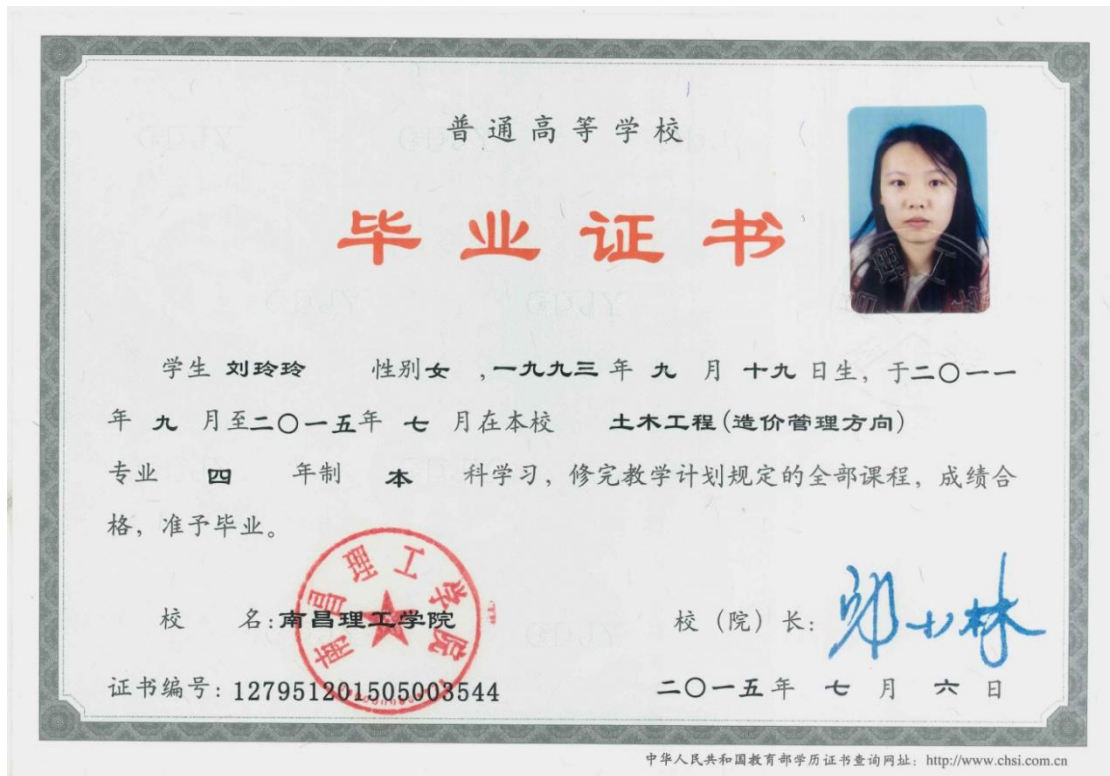 普通高等学校
毕业证书
学生 刘玲玲 性别女 ,一九九三 年 九 月 十九 日生，于二〇一一
年 九 月至二〇一五年 七 月在本校 土木工程(造价管理方向)
专业 四 年制 本 科学习，修完教学计划规定的全部课程，成绩合
格，准予毕业。
南昌理工学院
校 名:南昌理工学院 校（院）长:
证书编号: 127951201505003544 二〇一五年 七 月 六 日
中华人民共和国教育部学历证书查询网址: http://www.chsi.com.cn